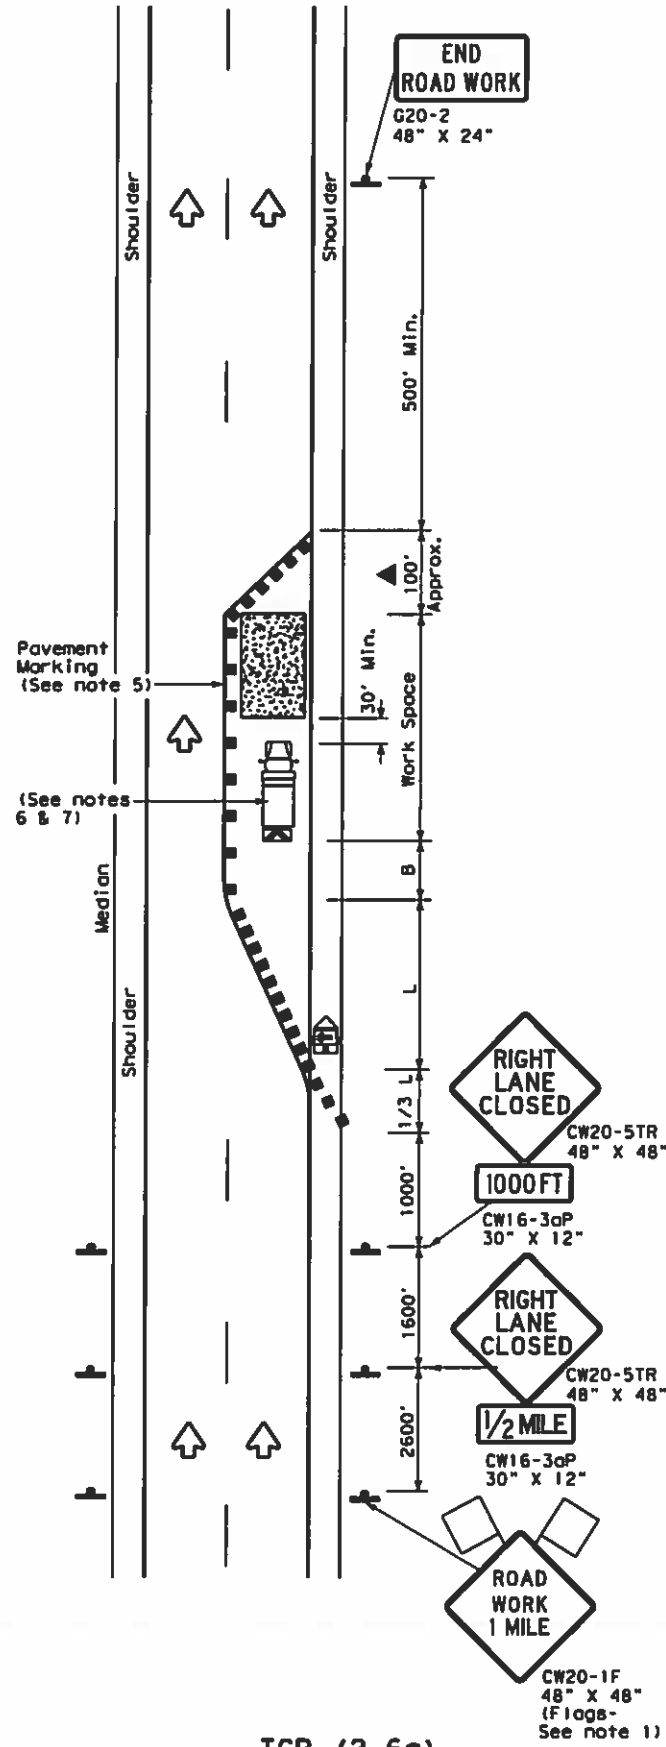 END
ROAD WORK
G20-2
48" X 24"
Shoulder
Shoulder
500' Min.
100'
Approx.
Pavement
Marking
(See note 5)
30' Min.
Work Space
(See notes
6 & 7)
B
Median
L
Shoulder
RIGHT
LANE
CLOSED
1/3 L
CW20-5TR
48" X 48"
1000 FT
1000'
CW16-3aP
30" X 12"
RIGHT
LANE
CLOSED
1600'
CW20-5TR
48" X 48"
1/2 MILE
2600'
CW16-3aP
30" X 12"
ROAD
WORK
1 MILE
CW20-1F
48" X 48"
(Flags-
See note 1)